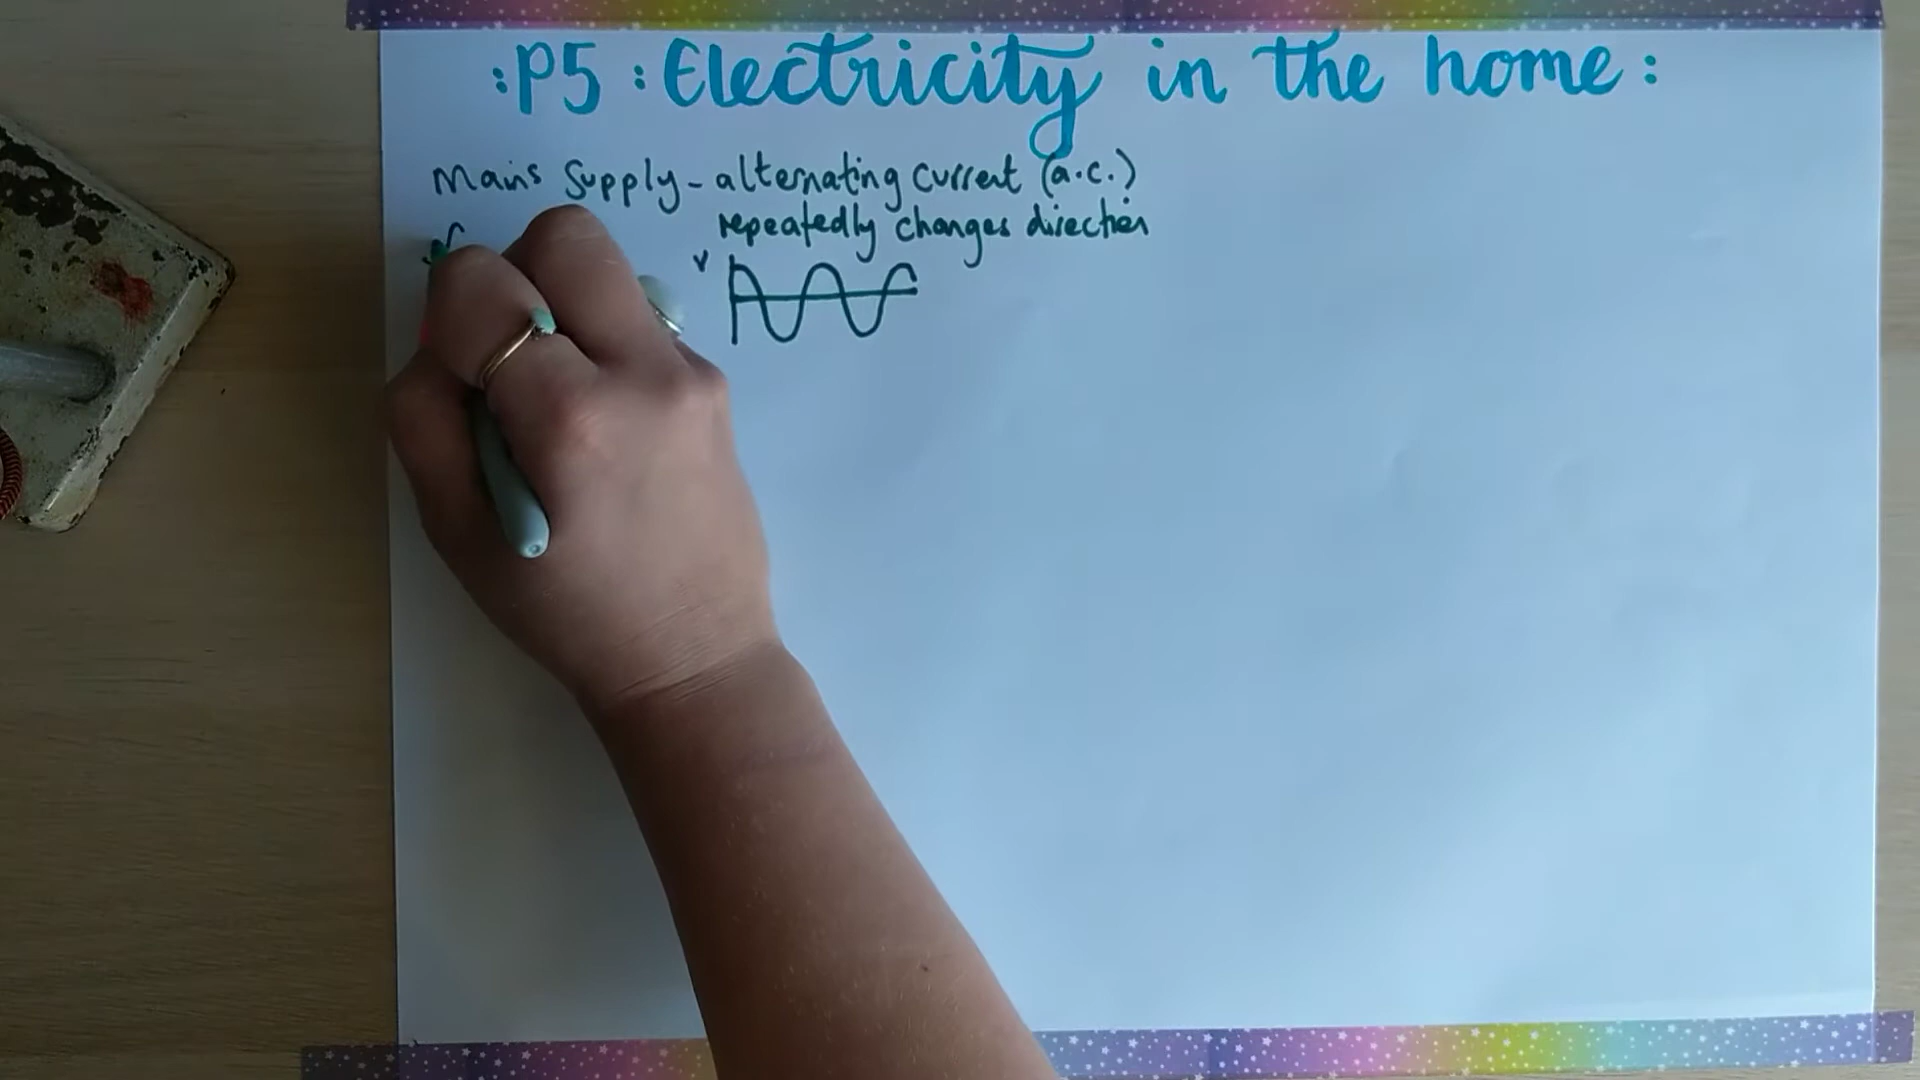 :P5: Electricity in the home:
Mains Supply - alternating current (a.c.)
repeatedly changes direction
V